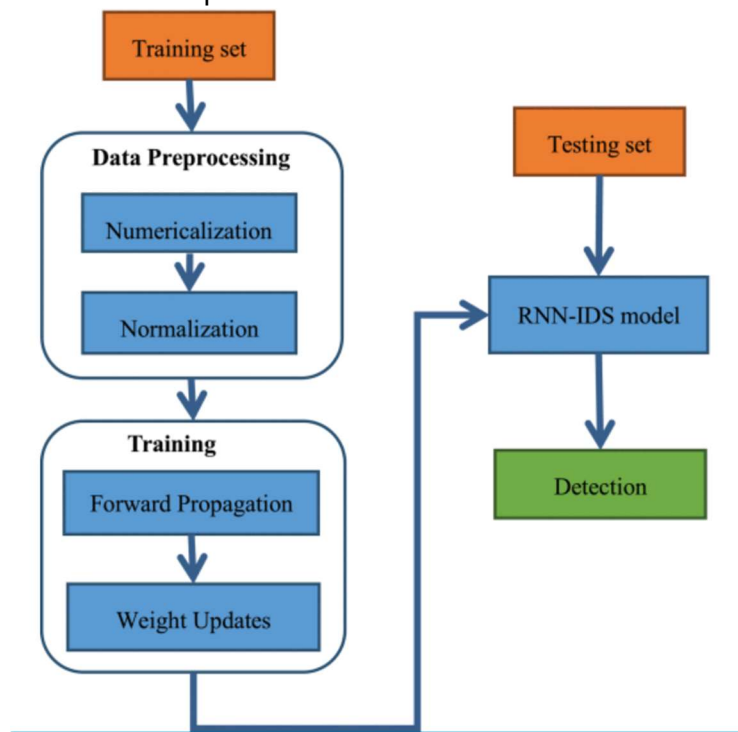 Training set
Data Preprocessing
Numericalization
Normalization
Training
Forward Propagation
Weight Updates
Testing set
RNN-IDS model
Detection